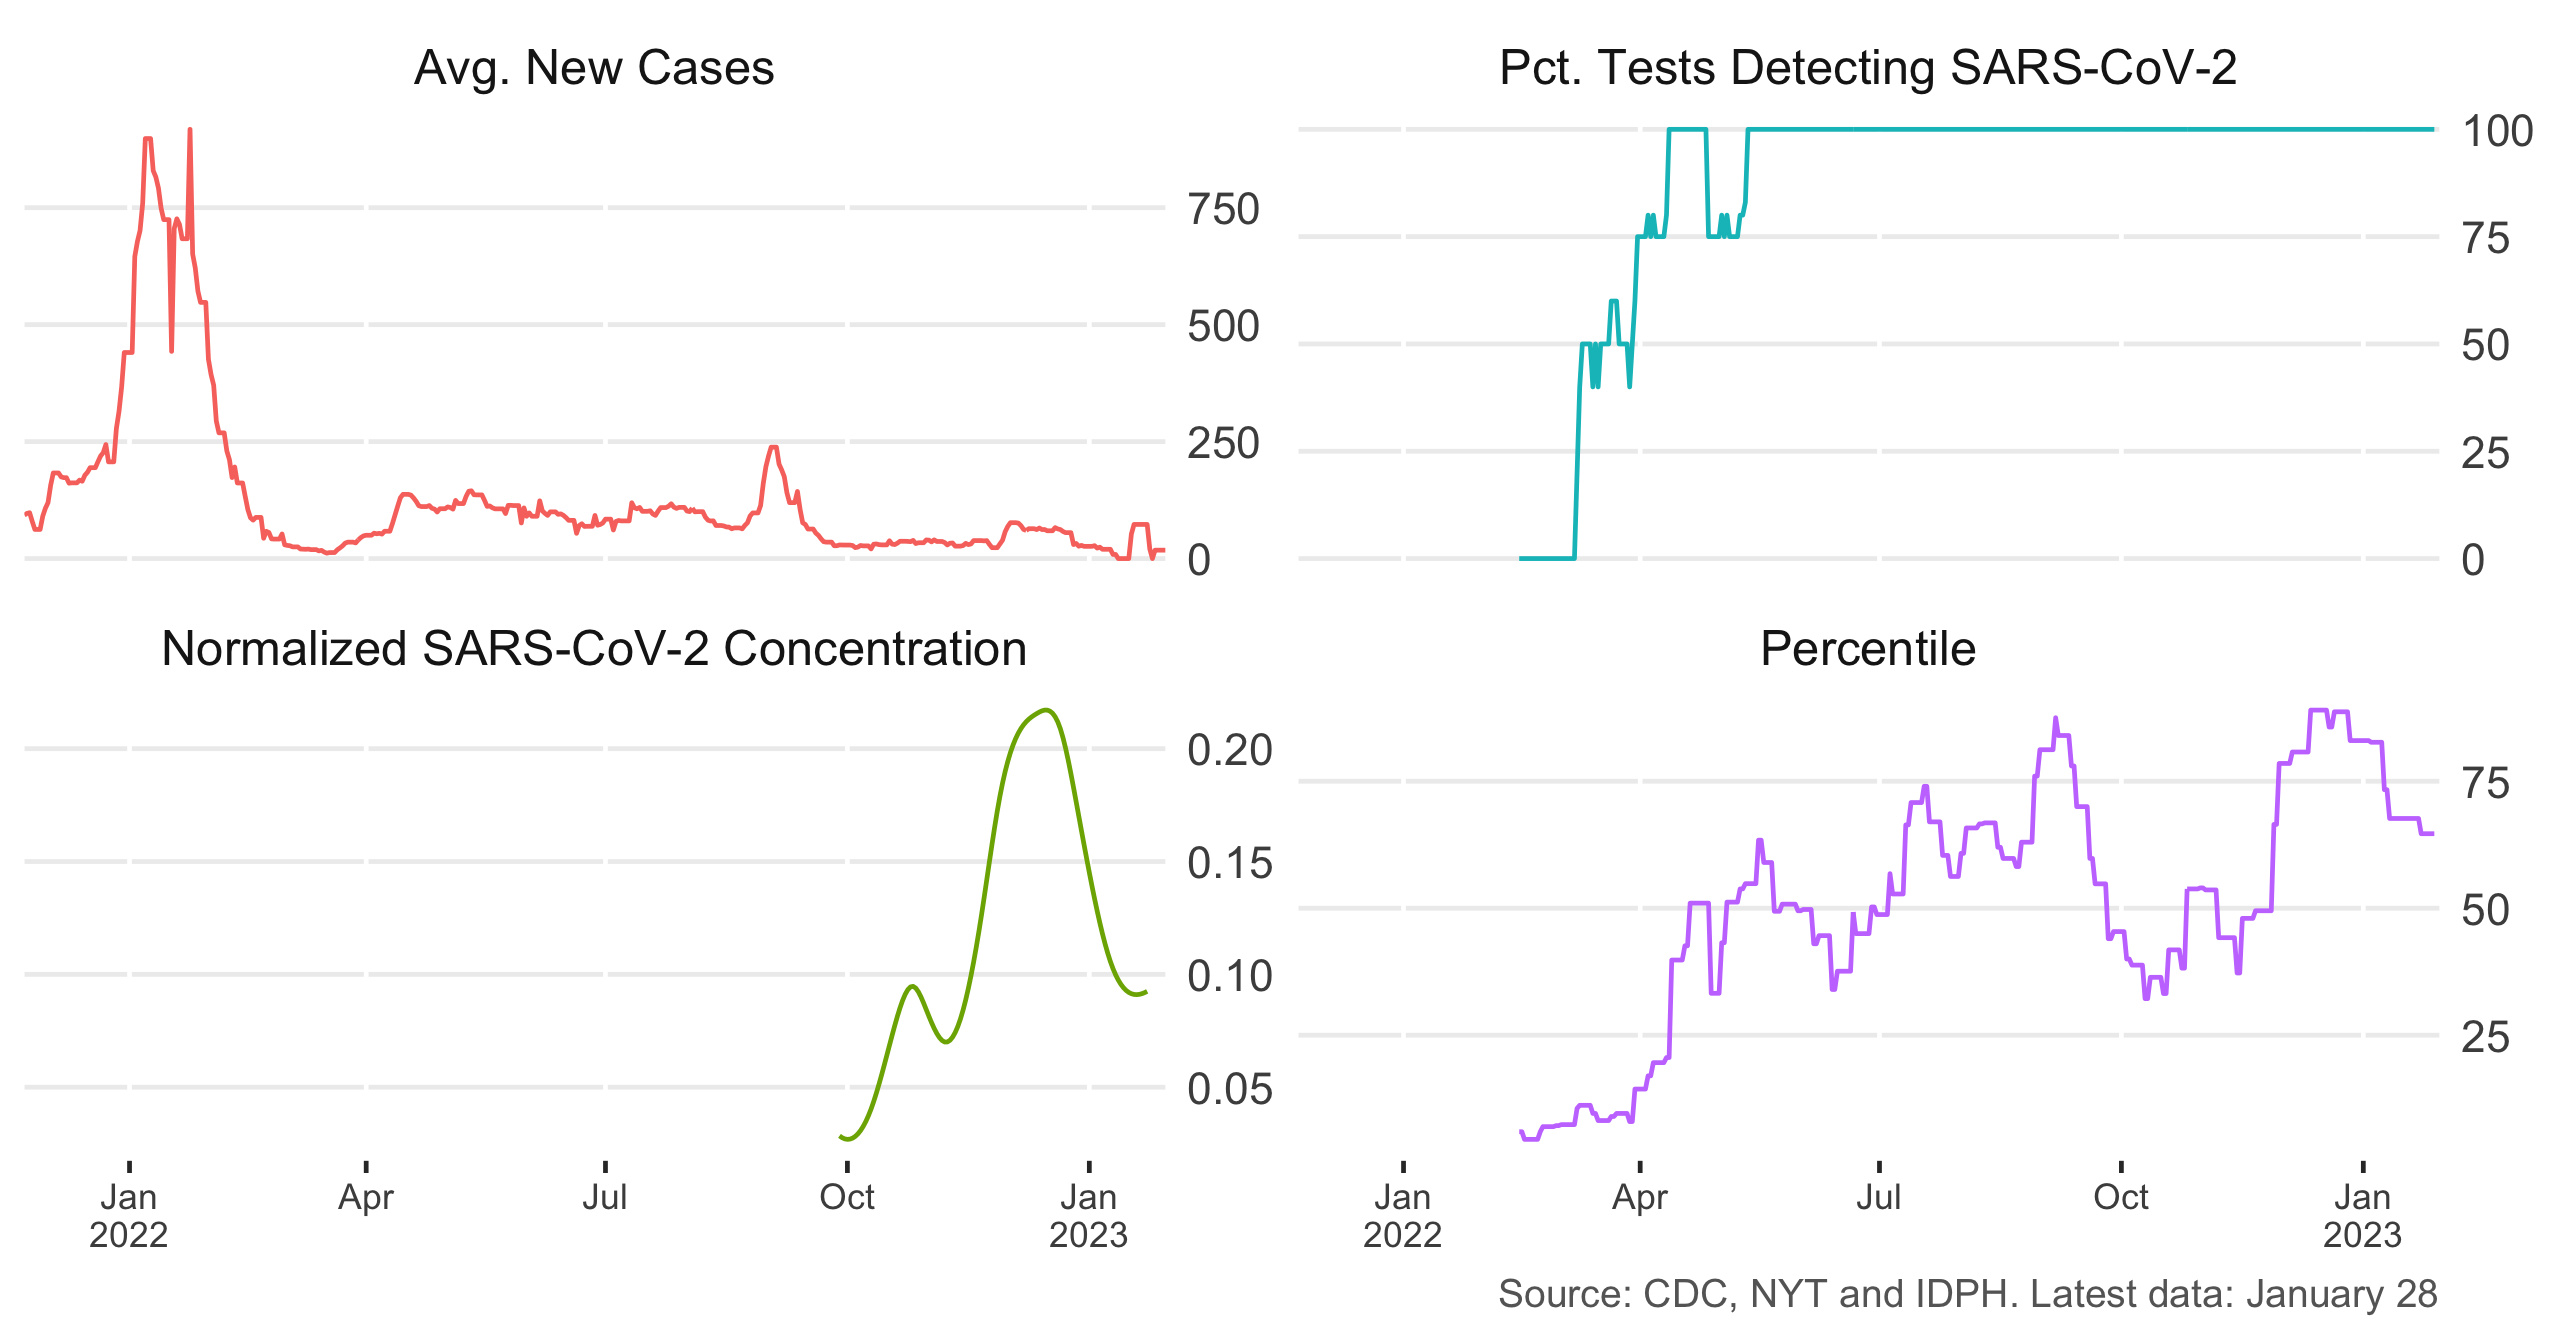 Avg. New Cases
750
500
250
0
Pct. Tests Detecting SARS-CoV-2
100
75
50
25
0
Normalized SARS-CoV-2 Concentration
0.20
0.15
0.10
0.05
Jan
2022
Apr
Jul
Oct
Jan
2023
Percentile
75
50
25
Jan
2022
Apr
Jul
Oct
Jan
2023
Source: CDC, NYT and IDPH. Latest data: January 28